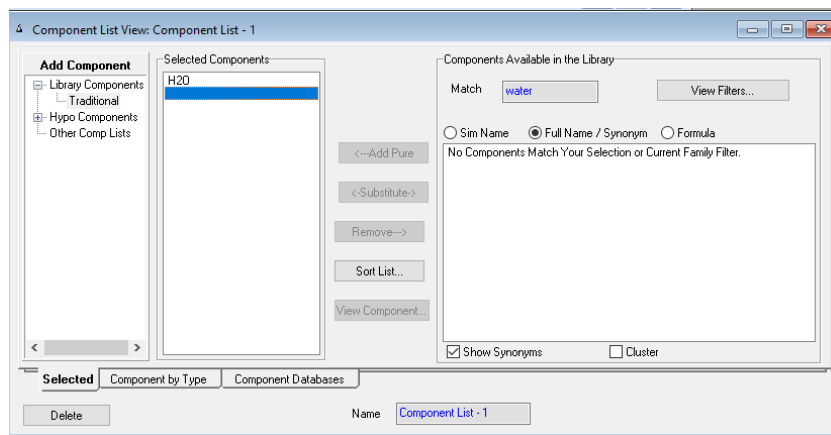 Component List View: Component List - 1
Add Component
Library Components
Traditional
Hypo Components
Other Comp Lists
Selected Components
H2O
<---Add Pure
<-Substitute->
Remove--->
Sort List...
View Component...
Components Available in the Library
Match water View Filters...
Sim Name Full Name / Synonym Formula
No Components Match Your Selection or Current Family Filter.
Show Synonyms Cluster
Selected Component by Type Component Databases
Delete Name Component List - 1